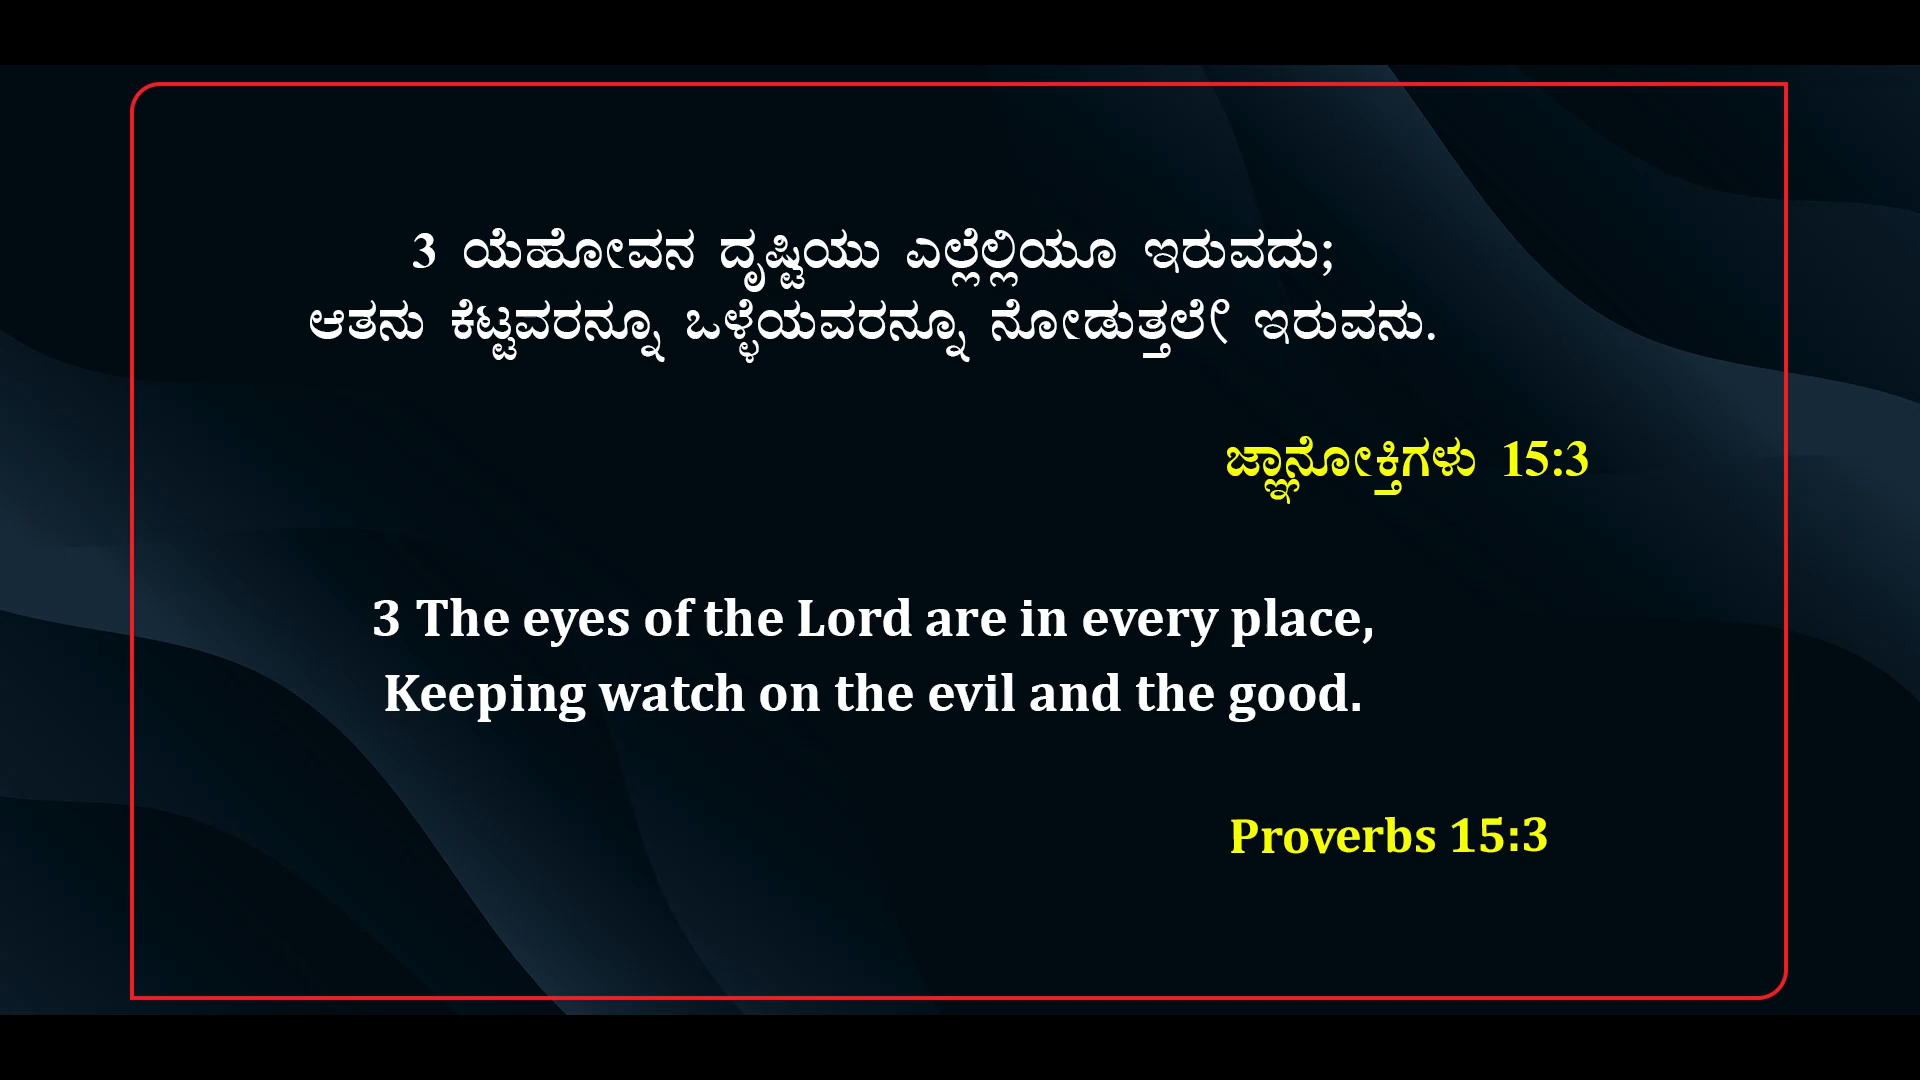 3 ಯೆಹೋವನ ದೃಷ್ಟಿಯು ಎಲ್ಲೆಲ್ಲಿಯೂ ಇರುವದು;
ಆತನು ಕೆಟ್ಟವರನ್ನೂ ಒಳ್ಳೆಯವರನ್ನೂ ನೋಡುತ್ತಲೇ ಇರುವನು.
ಜ್ಞಾನೋಕ್ತಿಗಳು 15:3
3 The eyes of the Lord are in every place,
Keeping watch on the evil and the good.
Proverbs 15:3